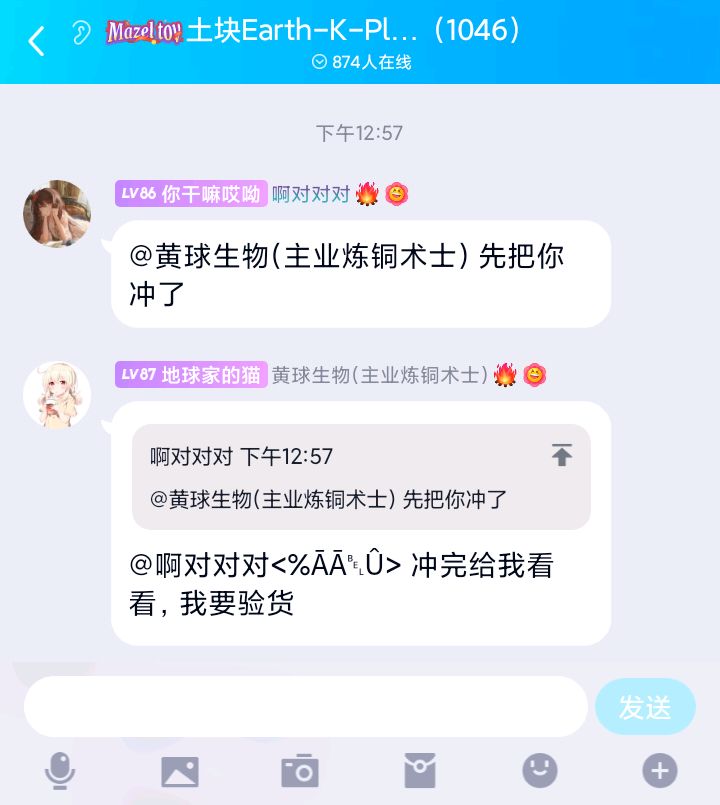 Mazel toy 土块Earth-K-Pl...（1046）
874人在线
下午12:57
LV86 你干嘛哎呦 啊对对对
@黄球生物(主业炼铜术士) 先把你
冲了
LV87 地球家的猫 黄球生物(主业炼铜术士)
啊对对对 下午12:57
@黄球生物(主业炼铜术士) 先把你冲了
@啊对对对<%ĀĀ␇Û> 冲完给我看
看，我要验货
发送